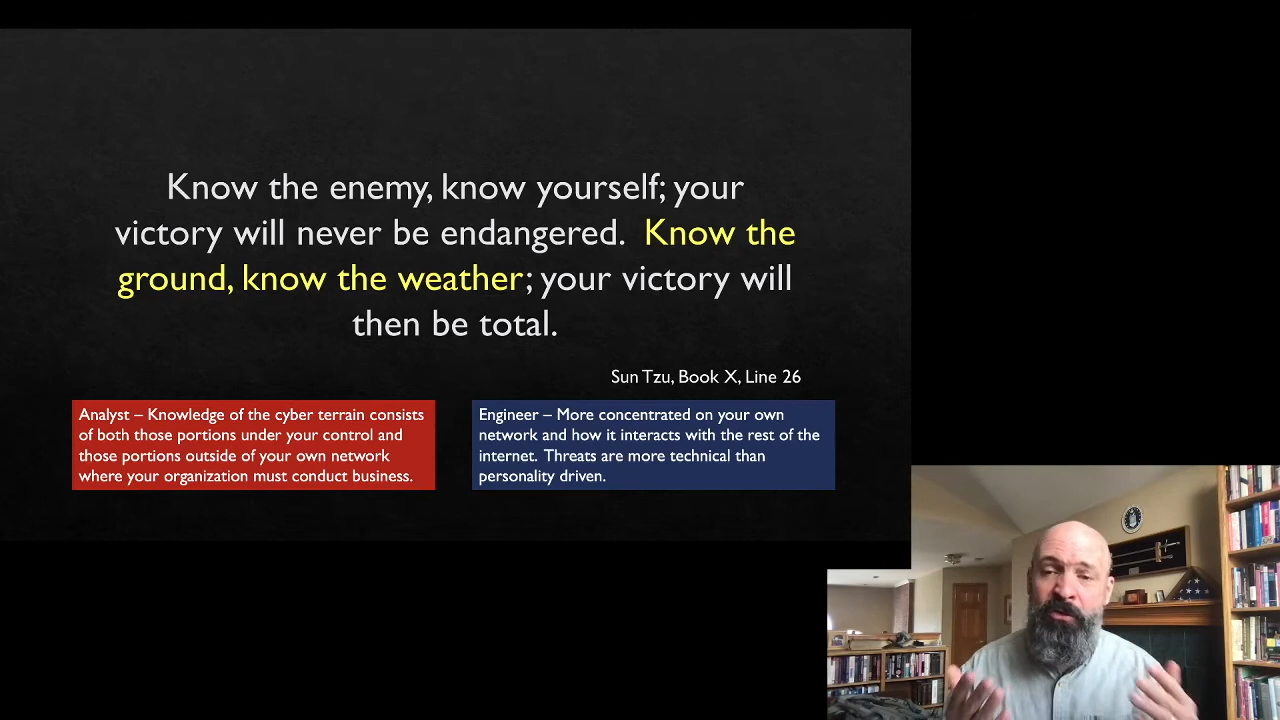 Know the enemy, know yourself; your
victory will never be endangered. Know the
ground, know the weather; your victory will
then be total.
Sun Tzu, Book X, Line 26
Analyst – Knowledge of the cyber terrain consists
of both those portions under your control and
those portions outside of your own network
where your organization must conduct business.
Engineer – More concentrated on your own
network and how it interacts with the rest of the
internet. Threats are more technical than
personality driven.